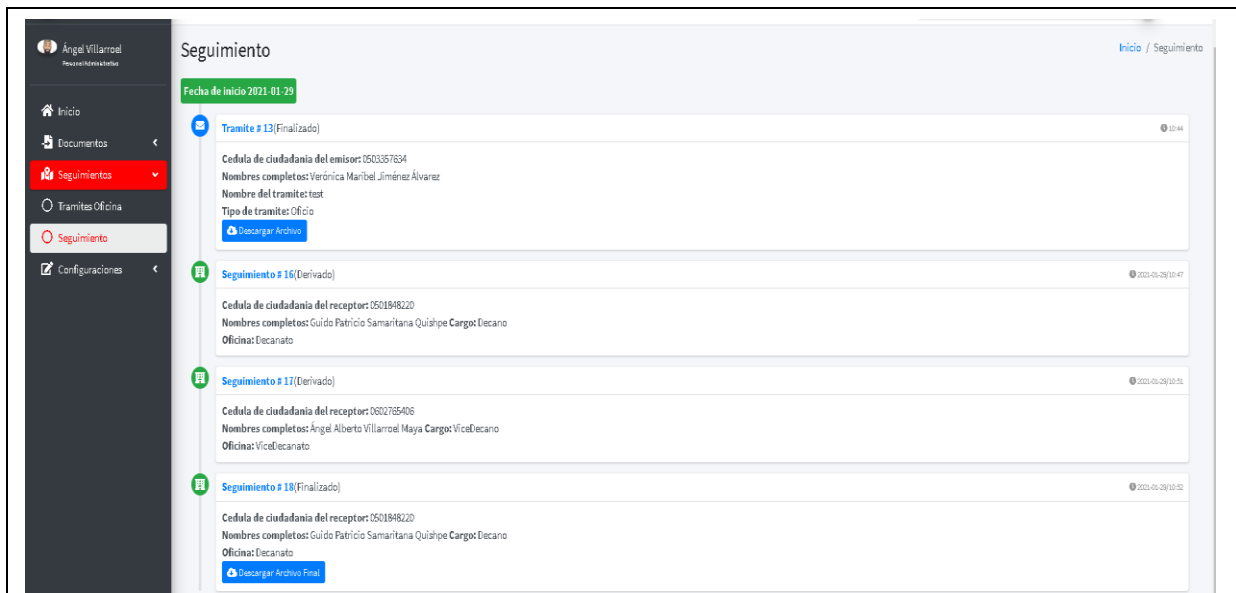 Ángel Villarroel
Personal Administrativo
Inicio
Documentos
Seguimientos
Tramites Oficina
Seguimiento
Configuraciones
Seguimiento
Inicio / Seguimiento
Fecha de inicio 2021-01-29
Tramite # 13(Finalizado)
10:44
Cedula de ciudadania del emisor: 0503357634
Nombres completos: Verónica Maribel Jiménez Álvarez
Nombre del tramite: test
Tipo de tramite: Oficio
Descargar Archivo
Seguimiento # 16(Derivado)
2021-01-29/10:47
Cedula de ciudadania del receptor: 0501848220
Nombres completos: Guido Patricio Samaritana Quishpe Cargo: Decano
Oficina: Decanato
Seguimiento # 17(Derivado)
2021-01-29/10:51
Cedula de ciudadania del receptor: 0602765406
Nombres completos: Ángel Alberto Villarroel Maya Cargo: ViceDecano
Oficina: ViceDecanato
Seguimiento # 18(Finalizado)
2021-01-29/10:52
Cedula de ciudadania del receptor: 0501848220
Nombres completos: Guido Patricio Samaritana Quishpe Cargo: Decano
Oficina: Decanato
Descargar Archivo Final